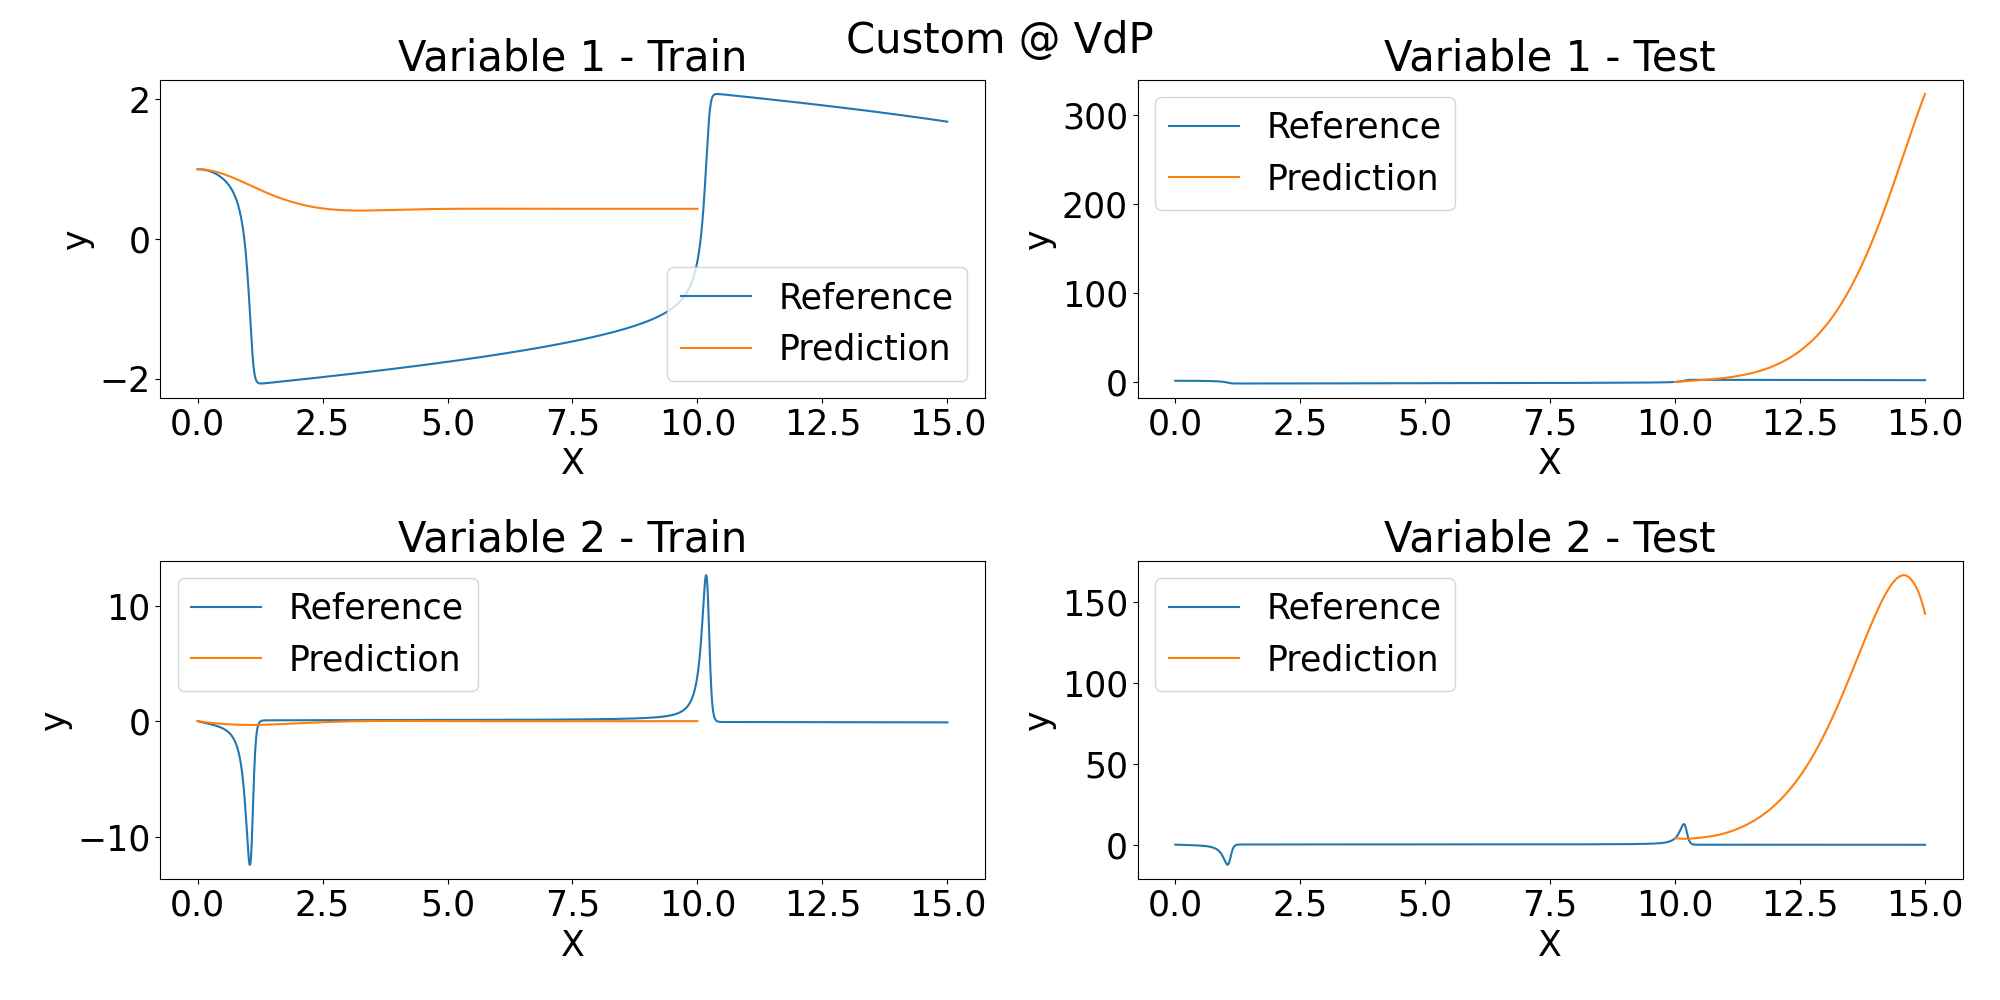 Custom @ VdP
Variable 1 - Train
2
0
−2
y
0.0 2.5 5.0 7.5 10.0 12.5 15.0
X
Reference
Prediction
Variable 1 - Test
300
200
100
0
y
0.0 2.5 5.0 7.5 10.0 12.5 15.0
X
Reference
Prediction
Variable 2 - Train
10
0
−10
y
0.0 2.5 5.0 7.5 10.0 12.5 15.0
X
Reference
Prediction
Variable 2 - Test
150
100
50
0
y
0.0 2.5 5.0 7.5 10.0 12.5 15.0
X
Reference
Prediction